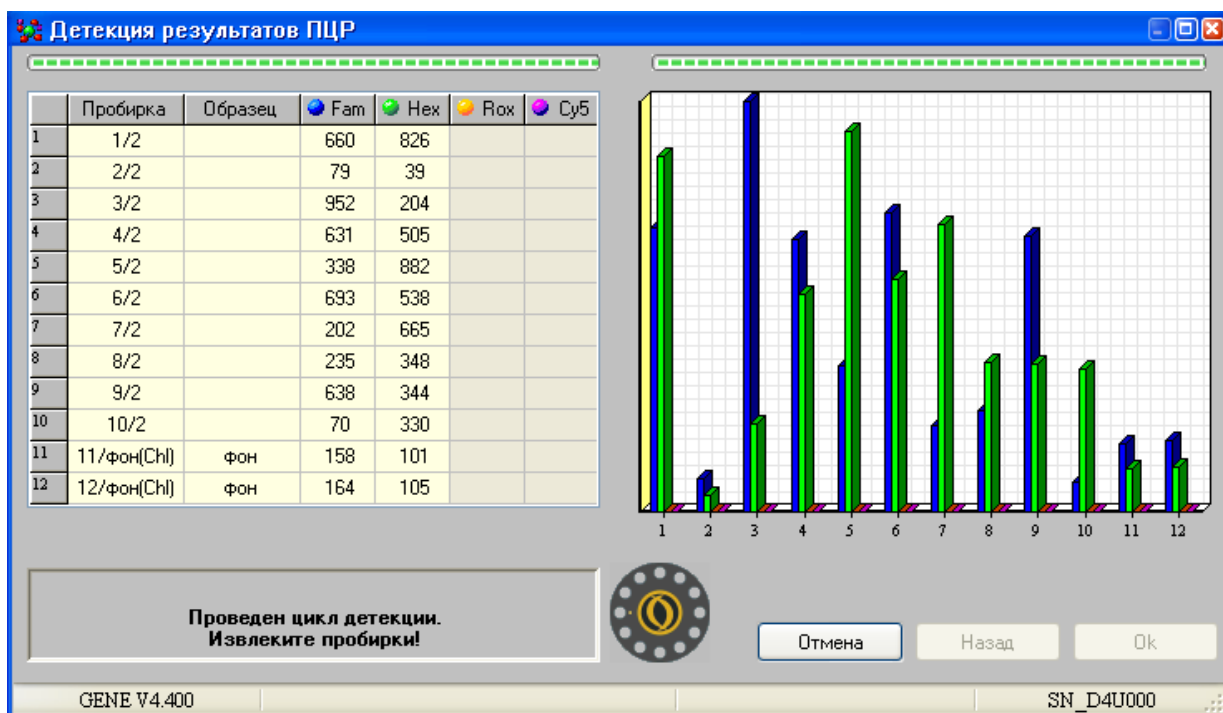 Детекция результатов ПЦР
Пробирка Образец Fam Hex Rox Cy5
1 1/2 660 826
2 2/2 79 39
3 3/2 952 204
4 4/2 631 505
5 5/2 338 882
6 6/2 693 538
7 7/2 202 665
8 8/2 235 348
9 9/2 638 344
10 10/2 70 330
11 11/фон(Chl) фон 158 101
12 12/фон(Chl) фон 164 105
1 2 3 4 5 6 7 8 9 10 11 12
Проведен цикл детекции.
Извлеките пробирки!
Отмена Назад Ok
GENE V4.400 SN_D4U000